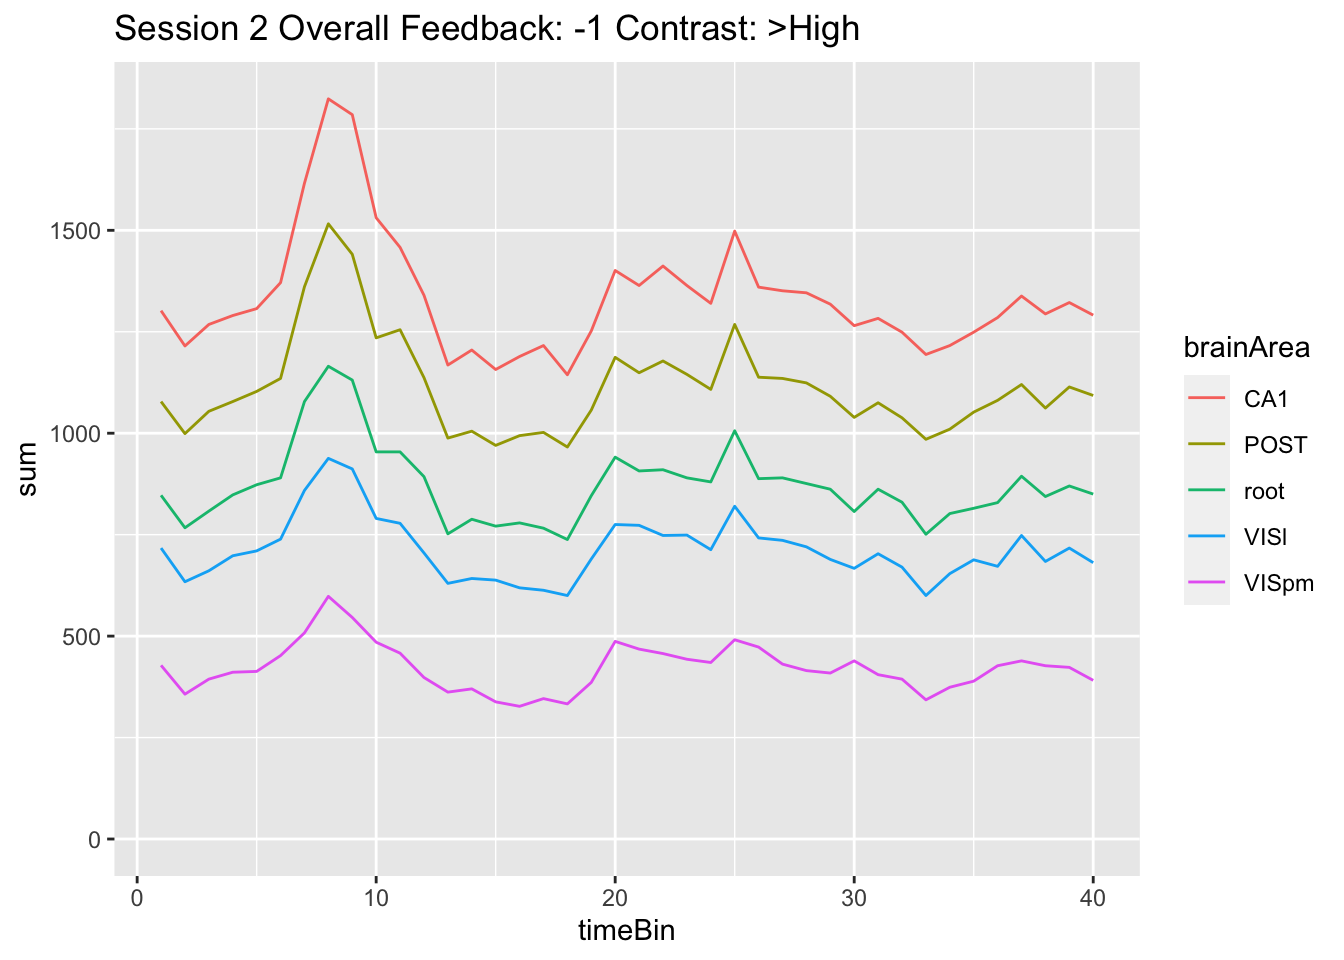 Session 2 Overall Feedback: -1 Contrast: >High
sum
1500
1000
500
0
0 10 20 30 40
timeBin
brainArea
CA1
POST
root
VISl
VISpm